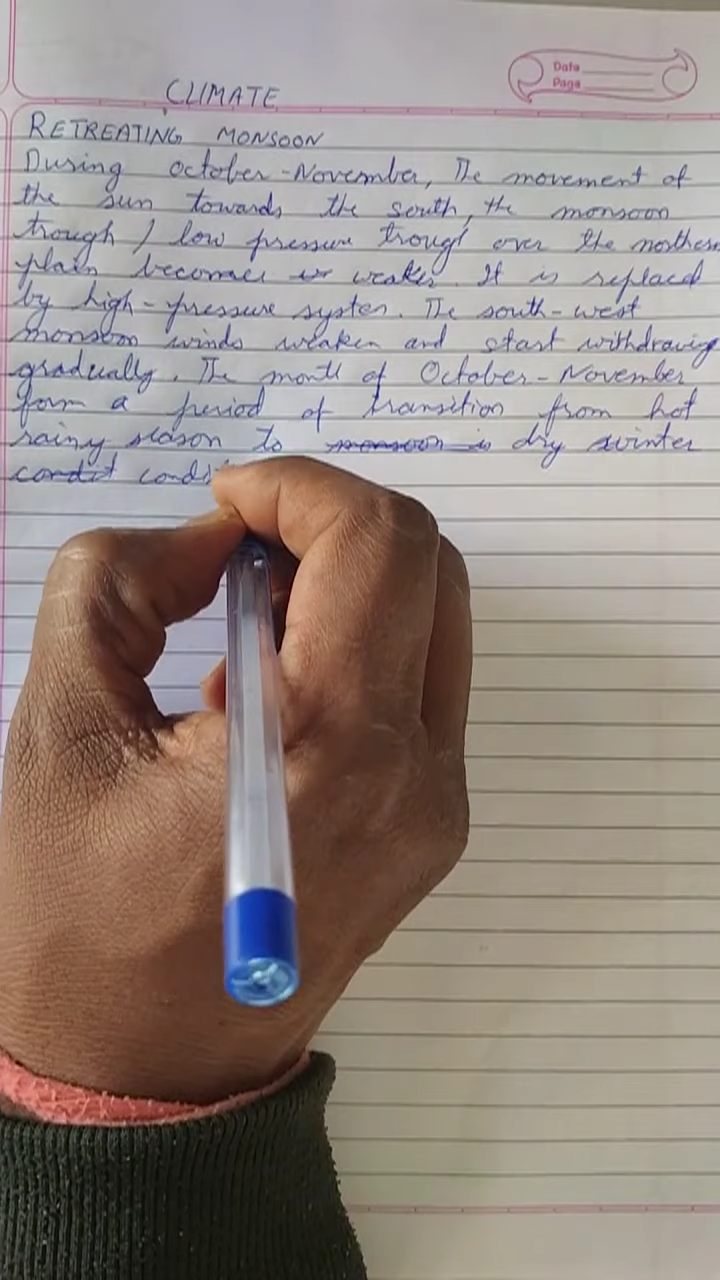 Date
Page
CLIMATE
RETREATING MONSOON
During October-November, The movement of
the sun towards the south, the monsoon
trough / low pressure trough over the northern
plain becomes weaker. It is replaced
by high-pressure system. The south-west
monsoon winds weaken and start withdrawing
gradually. The month of October-November
form a period of transition from hot
rainy season to monsoon is dry winter
condit